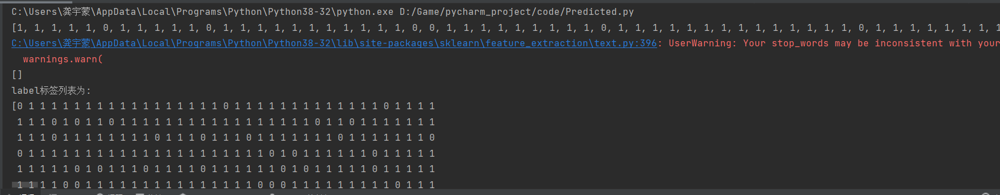 C:\Users\龚宇蒙\AppData\Local\Programs\Python\Python38-32\python.exe D:/Game/pycharm_project/code/Predicted.py
[1, 1, 1, 1, 1, 0, 1, 1, 1, 1, 1, 0, 1, 1, 1, 1, 1, 1, 1, 1, 1, 1, 1, 0, 0, 1, 1, 1, 1, 1, 1, 1, 1, 1, 0, 1, 1, 1, 1, 1, 1, 1, 1, 1, 1, 1, 1, 1, 1, 0, 1, 1, 1, 1, 1, 1, 1, 1
C:\Users\龚宇蒙\AppData\Local\Programs\Python\Python38-32\lib\site-packages\sklearn\feature_extraction\text.py:396: UserWarning: Your stop_words may be inconsistent with your
warnings.warn(
[]
label标签列表为:
[0 1 1 1 1 1 1 1 1 1 1 1 1 1 1 1 1 1 0 1 1 1 1 1 1 1 1 1 1 1 1 1 0 1 1 1 1
1 1 1 0 1 0 1 1 0 1 1 1 1 1 1 1 1 1 1 1 1 1 1 1 1 1 0 1 1 0 1 1 1 1 1 1 1
1 1 1 0 1 1 1 1 1 1 1 1 0 1 1 1 0 1 1 1 0 1 1 1 1 1 1 1 0 1 1 1 1 1 1 1 0
0 1 1 1 1 1 1 1 1 1 1 1 1 1 1 1 1 1 1 1 1 1 0 1 0 1 1 1 1 1 1 0 1 1 1 1 1
1 1 1 1 1 0 1 0 1 1 1 0 1 1 1 1 0 1 1 1 1 1 1 0 1 0 1 1 1 1 1 0 1 1 1 1 1
1 1 1 1 0 0 1 1 1 1 1 1 1 1 1 1 1 1 1 1 1 0 0 0 1 1 1 1 1 1 1 1 1 0 1 1 1